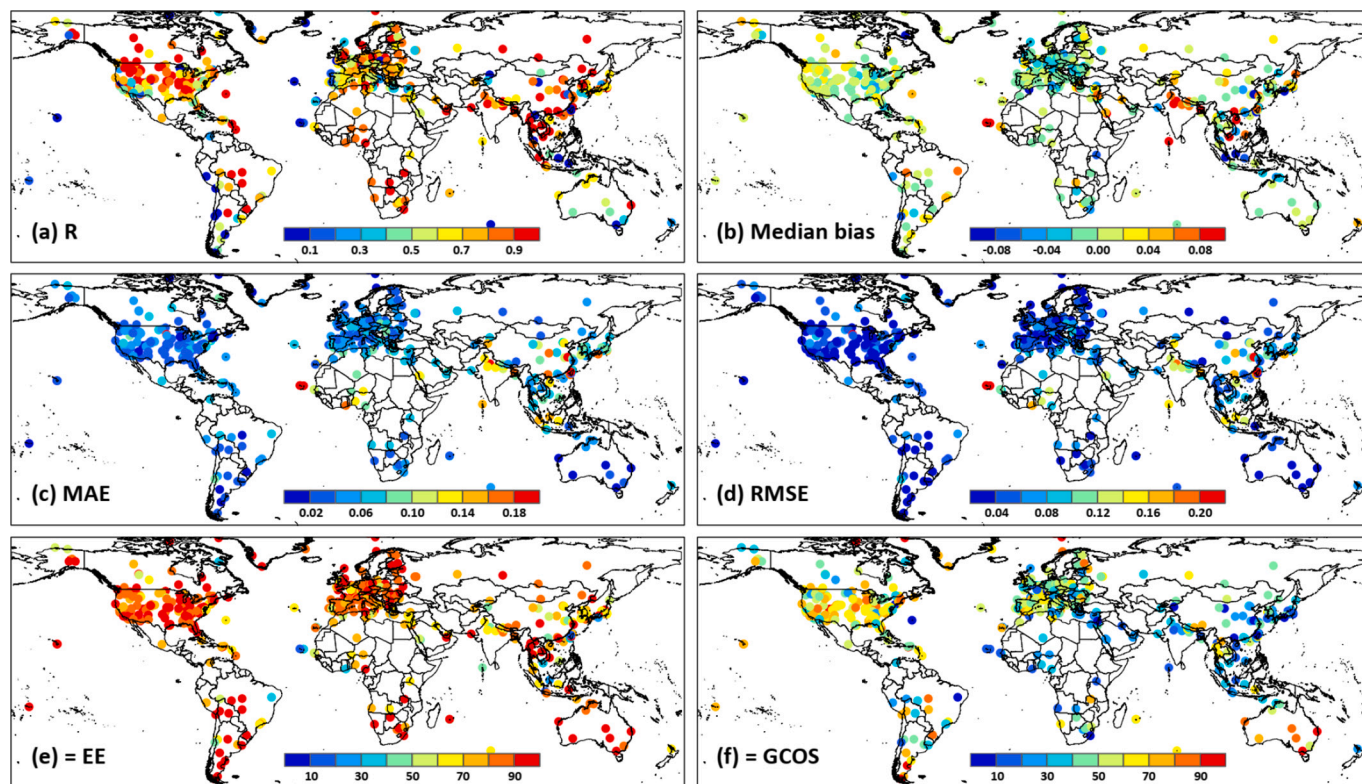 (a) R
0.1 0.3 0.5 0.7 0.9
(b) Median bias
-0.08 -0.04 0.00 0.04 0.08
(c) MAE
0.02 0.06 0.10 0.14 0.18
(d) RMSE
0.04 0.08 0.12 0.16 0.20
(e) = EE
10 30 50 70 90
(f) = GCOS
10 30 50 70 90